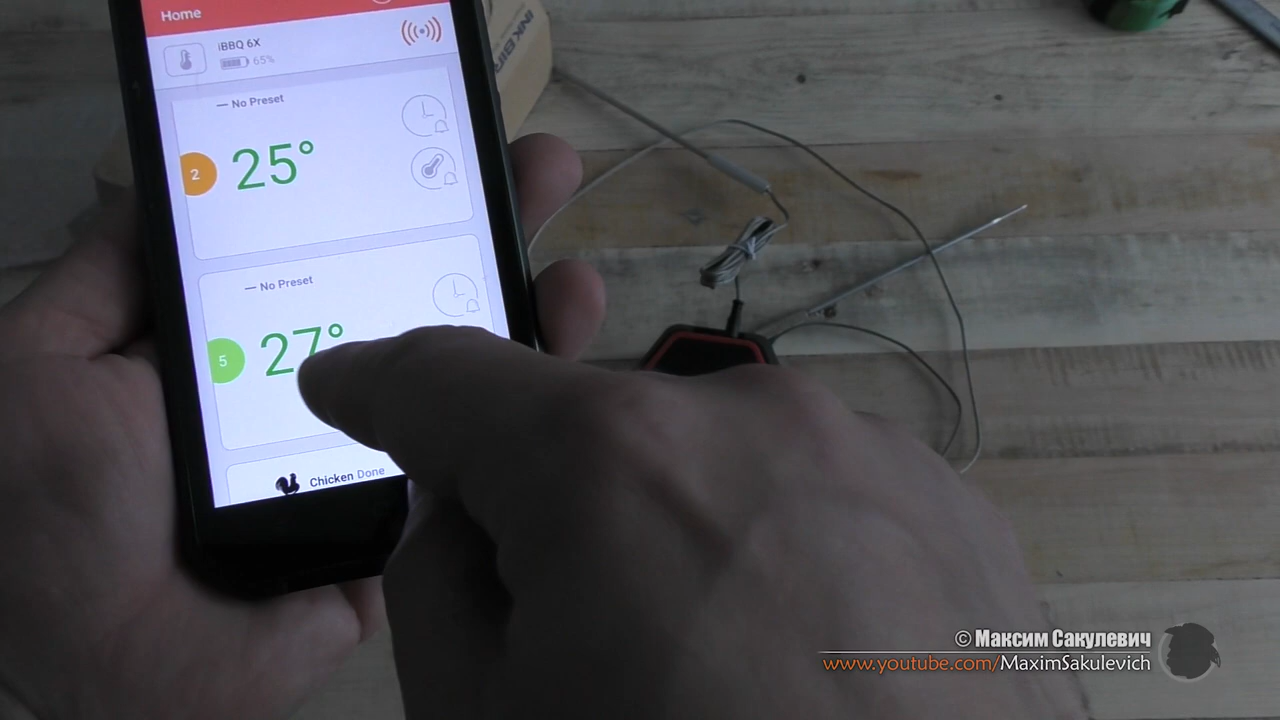 Home
iBBQ 6X
65%
— No Preset
2
25°
— No Preset
5
27°
Chicken Done
INKBIR
© Максим Сакулевич
www.youtube.com/MaximSakulevich